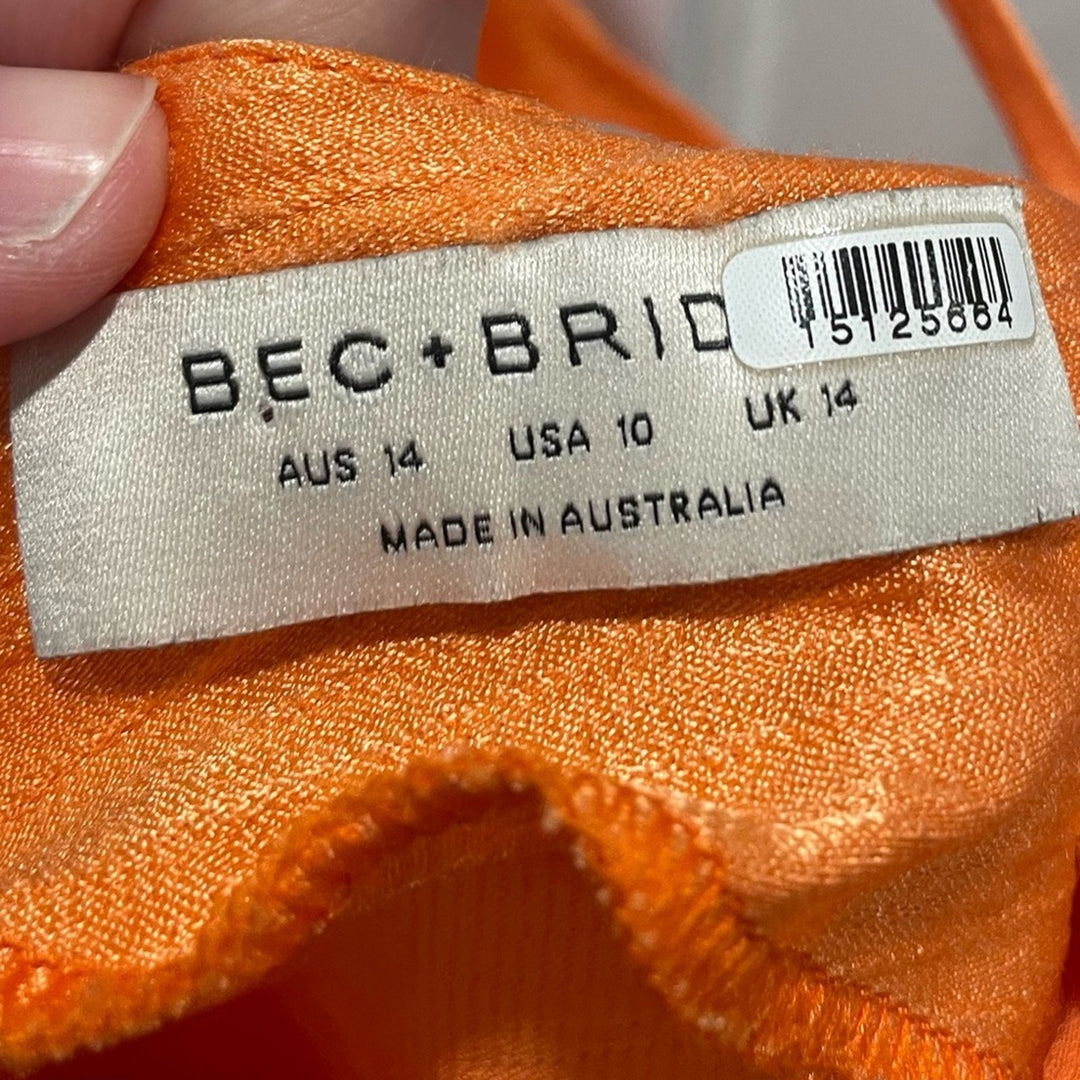 BEC + BRID
15125664
AUS 14 USA 10 UK 14
MADE IN AUSTRALIA